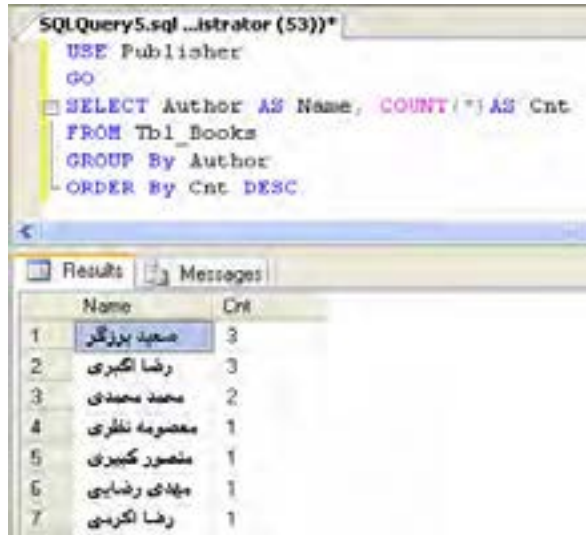 SQLQuery5.sql ...istrator (53))*
USE Publisher
GO
SELECT Author AS Name, COUNT(*)AS Cnt
FROM Tbl_Books
GROUP By Author
ORDER By Cnt DESC
Results Messages
Name Cnt
1 سعید برزگر 3
2 رضا اکبری 3
3 محمد محمدی 2
4 معصومه نظری 1
5 منصور کبیری 1
6 مهدی رضایی 1
7 رضا اکرمی 1